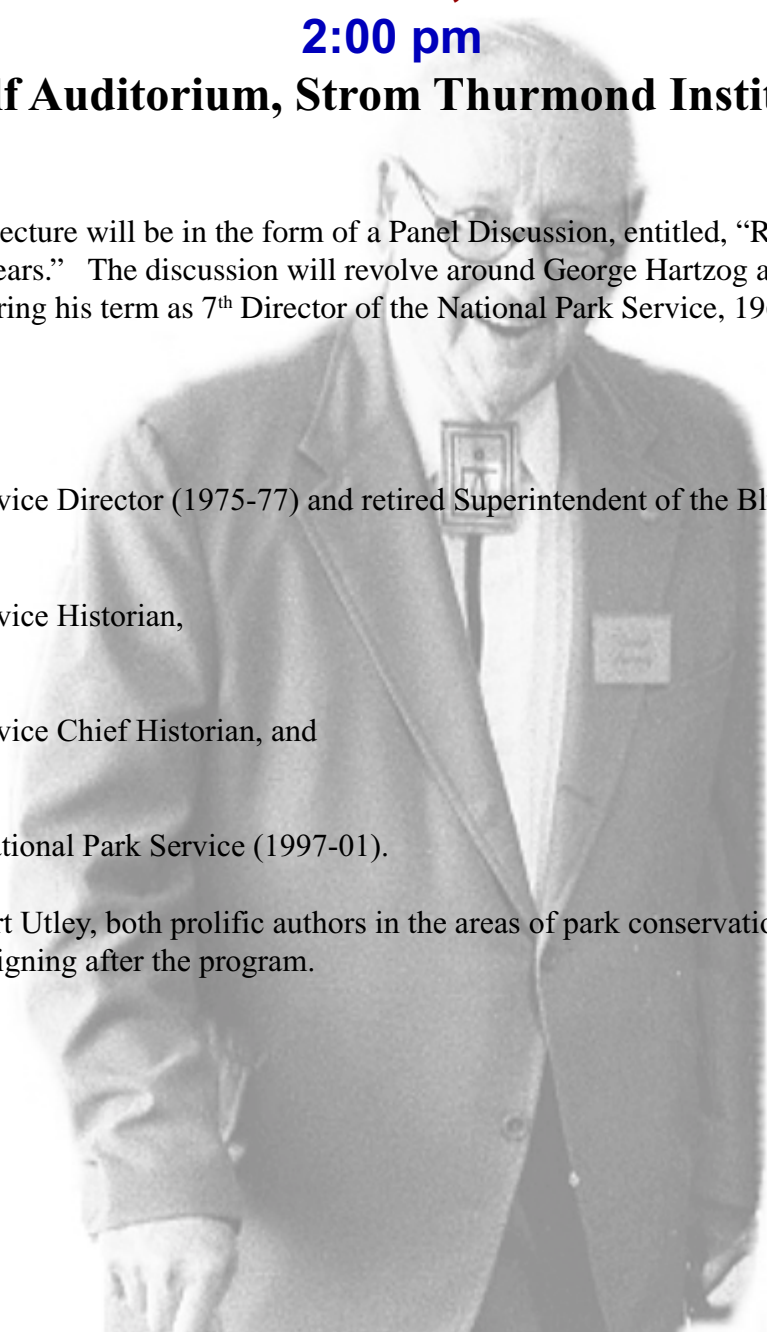 2:00 pm
lf Auditorium, Strom Thurmond Instit
ecture will be in the form of a Panel Discussion, entitled, “R
ears.” The discussion will revolve around George Hartzog a
ring his term as 7th Director of the National Park Service, 19
vice Director (1975-77) and retired Superintendent of the Bl
vice Historian,
vice Chief Historian, and
ational Park Service (1997-01).
rt Utley, both prolific authors in the areas of park conservatio
igning after the program.